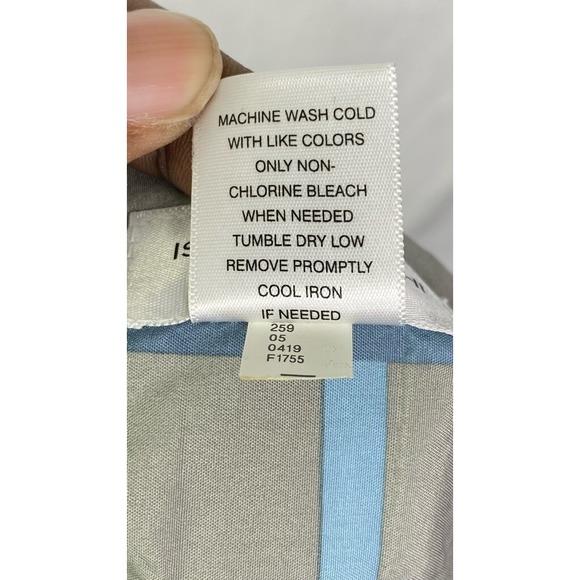 MACHINE WASH COLD
WITH LIKE COLORS
ONLY NON-
CHLORINE BLEACH
WHEN NEEDED
TUMBLE DRY LOW
REMOVE PROMPTLY
COOL IRON
IF NEEDED
259
05
0419
F1755
IS